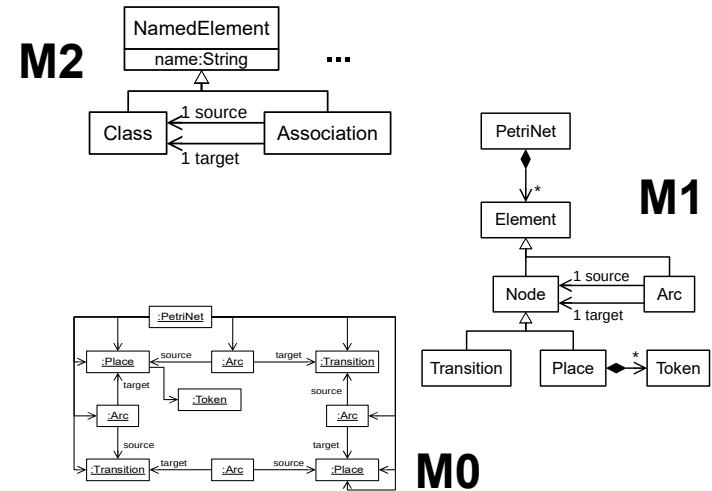 M2
NamedElement
name:String
...
Class
1 source
1 target
Association
M1
PetriNet
*
Element
Node
1 source
1 target
Arc
Transition
Place
*
Token
M0
:PetriNet
:Place
source
:Arc
target
:Transition
target
:Token
source
:Arc
:Arc
source
target
:Transition
target
:Arc
source
:Place